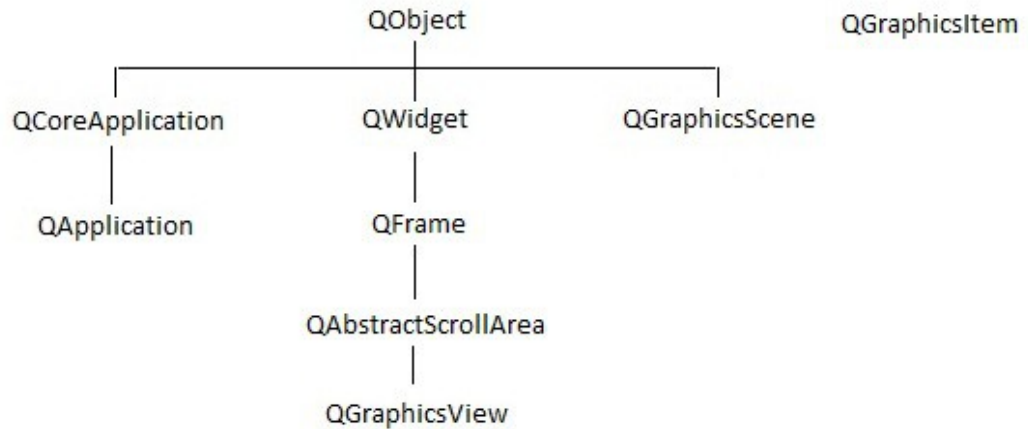 QObject
QGraphicsItem
QCoreApplication
QWidget
QGraphicsScene
QApplication
QFrame
QAbstractScrollArea
QGraphicsView